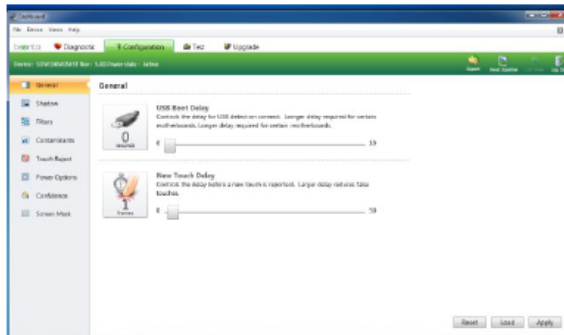 Dashboard
File Device Views Help
Diagnostic Configuration Test Upgrade
General
General
USB Boot Delay
Controls the delay for USB detection connect. Longer delay required for certain
motherboards. Longer delay required for certain motherboards.
0
seconds
0
10
New Touch Delay
Controls the delay before a new touch is reported. Larger delay reduces false
touches.
1
frames
0
Shadow
Filters
Contaminants
Touch Report
Power Options
Confidence
Screen Mask
Reset Load Apply